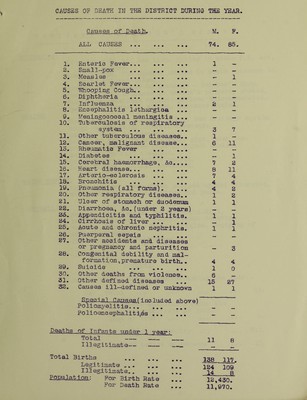 CAUSES OF DEATH IN THE DISTRICT DURING THE YEAR.
Causes of Death. M. F.
ALL CAUSES ... ... ... 74. 85.
1. Enteric Fever... ... ... 1 -
2. Small-pox ... ... ... - -
3. Measles ... ... ... - 1
4. Scarlet Fever... ... ... - -
5. Whooping Cough... ... ... - -
6. Diphtheria ... ... ... - -
7. Influenza ... ... ... 2 1
8. Encephalitis lethargica ... - -
9. Meningococcal meningitis ... - -
10. Tuberculosis of respiratory
system ... ... ... 3 7
11. Other tuberculous diseases... 1 -
12. Cancer, malignant disease... 6 11
13. Rheumatic Fever ... ... - -
14. Diabetes ... ... ... - 1
15. Cerebral haemorrhage, &c... 7 2
16. Heart disease... ... ... 8 11
17. Arterio-sclerosis ... ... 7 4
18. Bronchitis ... ... ... 4 4
19. Pneumonia (all forms). ... 4 2
20. Other respiratory diseases.. 1 2
21. Ulcer of stomach or duodenum 1 1
22. Diarrhoea, &c.(under 2 years) 1 -
23. Appendicitis and typhlitis. 1 1
24. Cirrhosis of liver ... ... - 1
25. Acute and chronic nephritis. 1 1
26. Puerperal sepsis ... ... - -
27. Other accidents and diseases
of pregnancy and parturition - 3
28. Congenital debility and mal-
formation,premature birth.. 4 4
29. Suicide ... ... ... 1 0
30. Other deaths from violence.. 6 -
31. Other defined diseases 15 27
32. Causes ill-defined or unknown 1 1
Special Causes(included above)
Poliomyelitis... ... ... - -
Polioencephalitis ... ... - -
Deaths of Infants under 1 year:
Total --- --- --- 11 8
Illegitimate-- --- --- - -
Total Births ... ... ... 138 117.
Legitimate ... ... ... 124 109
Illegitimate.. ... ... 14 8
Population: For Birth Rate ... 12,430.
For Death Rate ... 11,970.